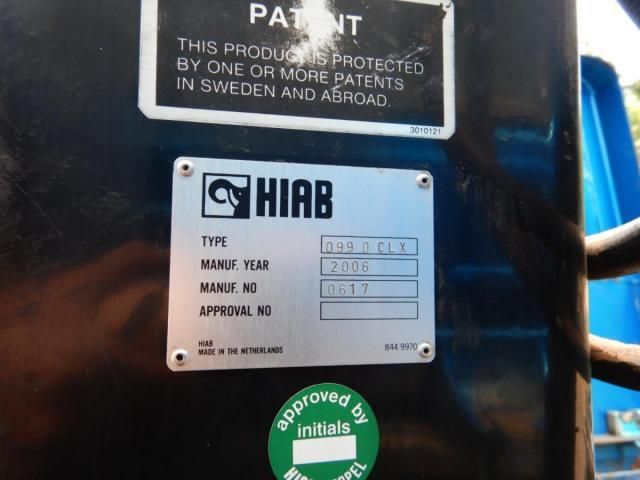 PATENT
THIS PRODUCT IS PROTECTED
BY ONE OR MORE PATENTS
IN SWEDEN AND ABROAD.
3010121
HIAB
TYPE 099 D CLX
MANUF. YEAR 2006
MANUF. NO 0617
APPROVAL NO
HIAB
MADE IN THE NETHERLANDS
844.9970
approved by
initials